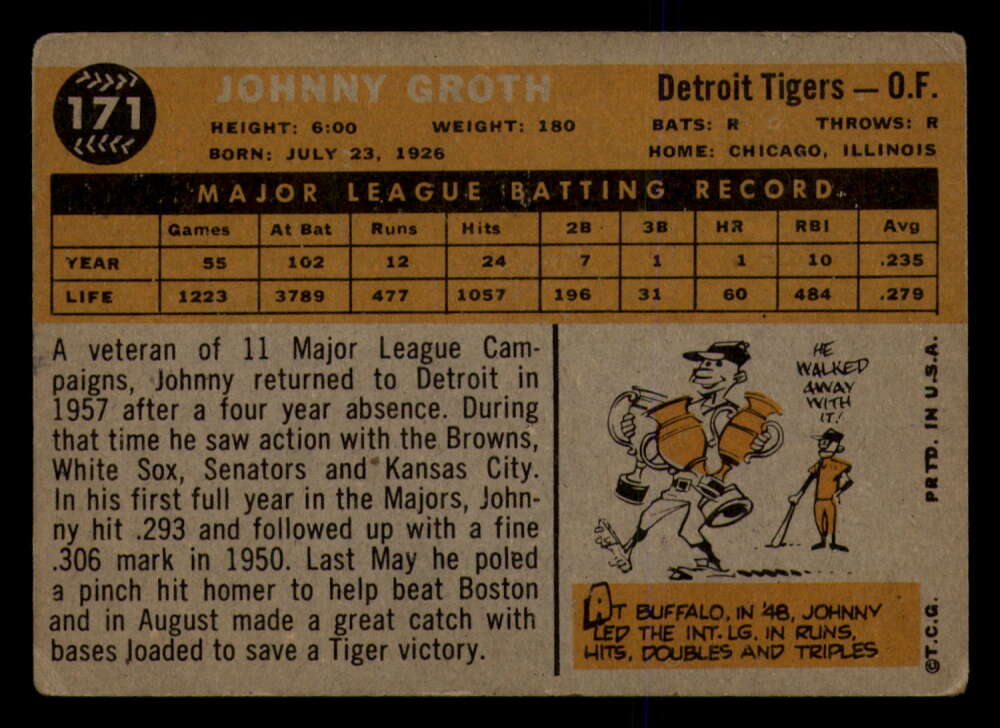 171
JOHNNY GROTH
Detroit Tigers — O.F.
HEIGHT: 6:00 WEIGHT: 180 BATS: R THROWS: R
BORN: JULY 23, 1926 HOME: CHICAGO, ILLINOIS
MAJOR LEAGUE BATTING RECORD
Games At Bat Runs Hits 2B 3B HR RBI Avg
YEAR 55 102 12 24 7 1 1 10 .235
LIFE 1223 3789 477 1057 196 31 60 484 .279
A veteran of 11 Major League Cam-
paigns, Johnny returned to Detroit in
1957 after a four year absence. During
that time he saw action with the Browns,
White Sox, Senators and Kansas City.
In his first full year in the Majors, John-
ny hit .293 and followed up with a fine
.306 mark in 1950. Last May he poled
a pinch hit homer to help beat Boston
and in August made a great catch with
bases loaded to save a Tiger victory.
HE
WALKED
AWAY
WITH
IT!
AT BUFFALO, IN '48, JOHNNY
LED THE INT. LG. IN RUNS,
HITS, DOUBLES AND TRIPLES
©T.C.G. PRTD. IN U.S.A.